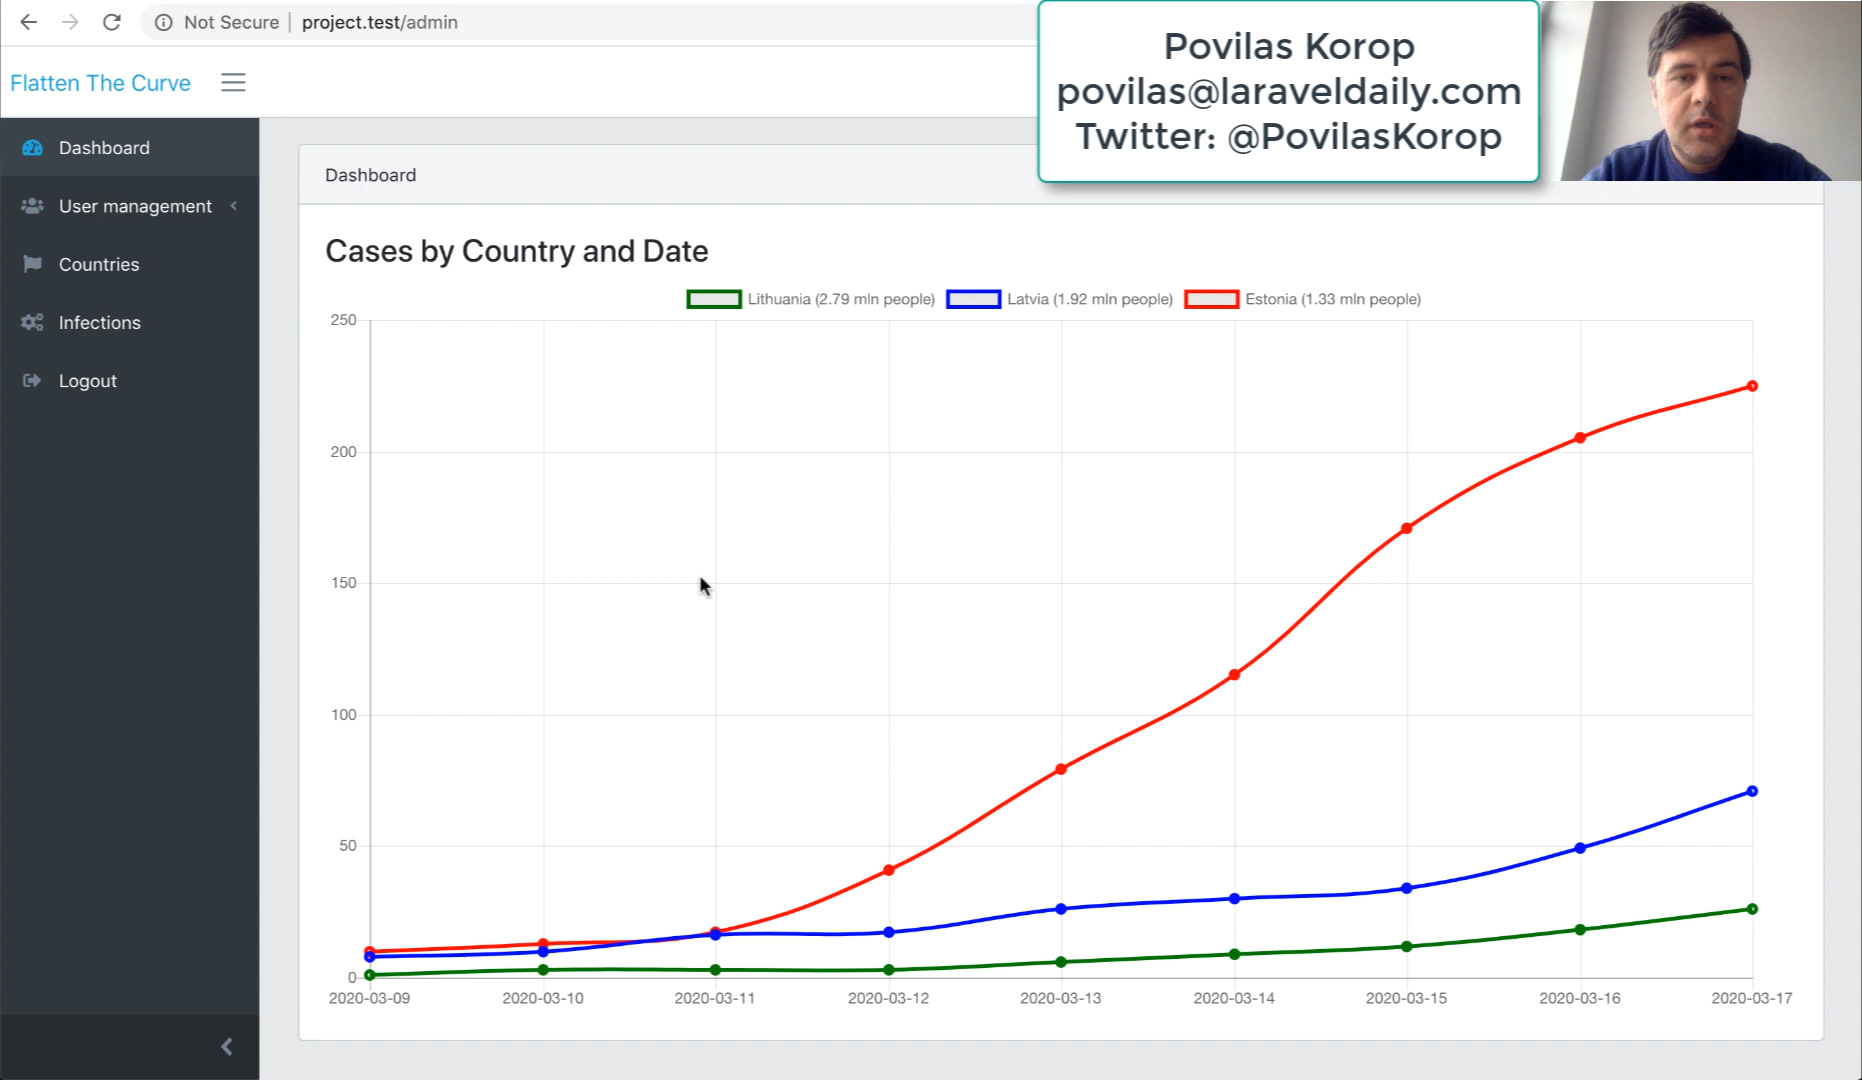 Not Secure | project.test/admin
Povilas Korop
povilas@laraveldaily.com
Twitter: @PovilasKorop
Flatten The Curve
Dashboard
User management
Countries
Infections
Logout
Dashboard
Cases by Country and Date
Lithuania (2.79 mln people) Latvia (1.92 mln people) Estonia (1.33 mln people)
250
200
150
100
50
0
2020-03-09 2020-03-10 2020-03-11 2020-03-12 2020-03-13 2020-03-14 2020-03-15 2020-03-16 2020-03-17